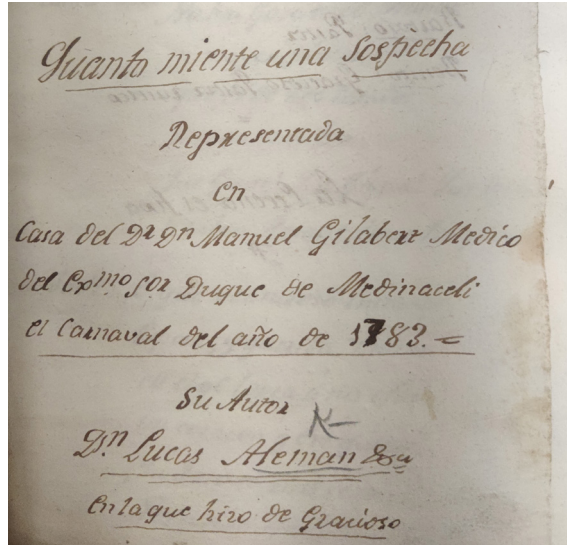 Quanto miente una Sospecha
Representada
en
Casa del Dr Dn Manuel Gilabert Medico
del Exmo Sor Duque de Medinaceli
el Carnaval del año de 1783.=
Su Autor
Dn. Lucas Aleman
En la que hizo de Gracioso